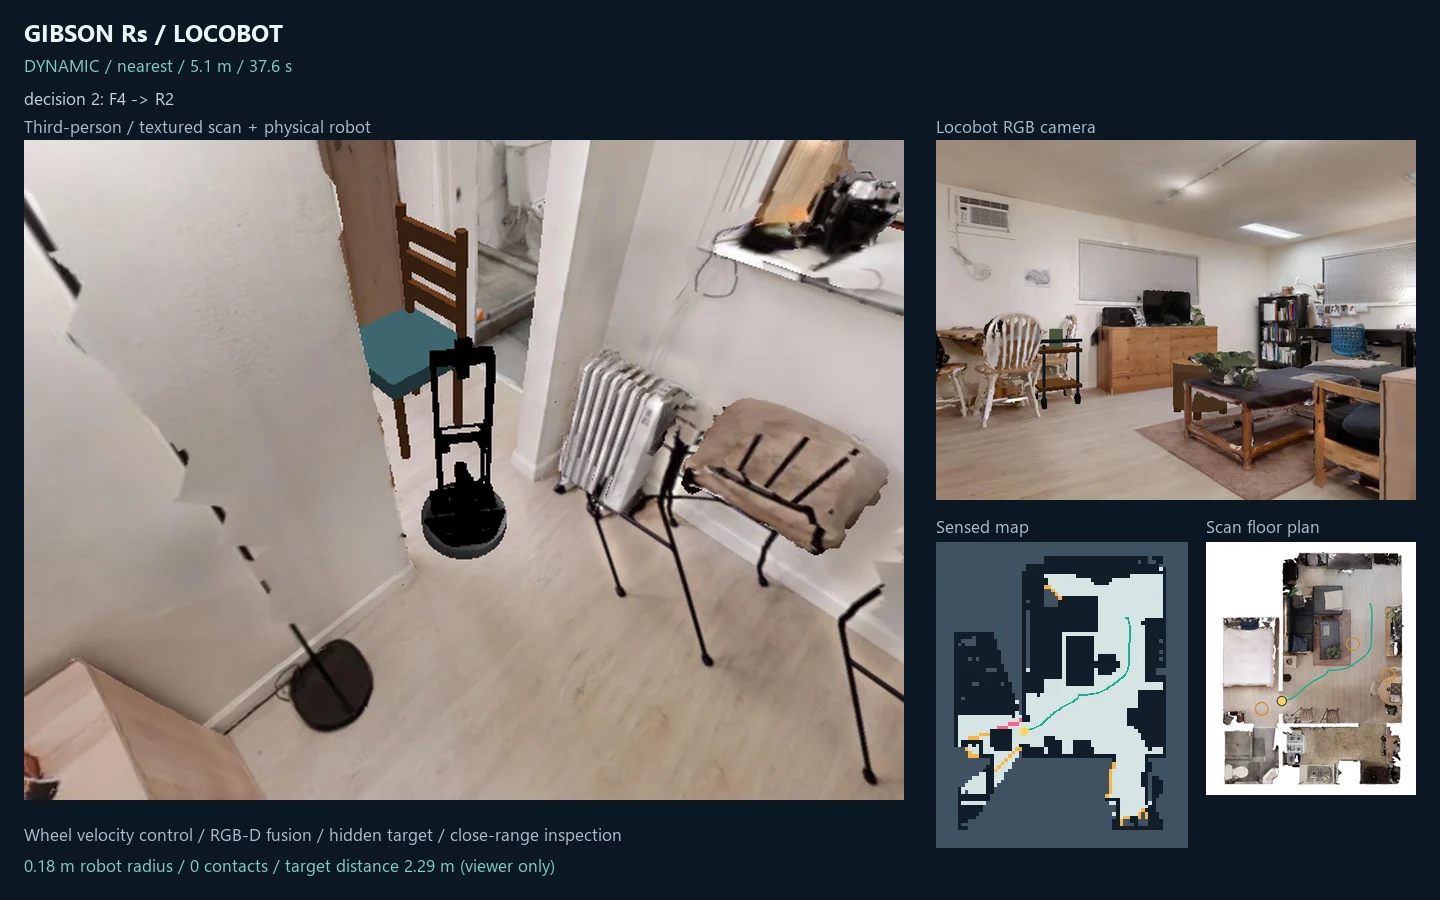 GIBSON Rs / LOCOBOT
DYNAMIC / nearest / 5.1 m / 37.6 s
decision 2: F4 -> R2
Third-person / textured scan + physical robot
Locobot RGB camera
Sensed map
Scan floor plan
Wheel velocity control / RGB-D fusion / hidden target / close-range inspection
0.18 m robot radius / 0 contacts / target distance 2.29 m (viewer only)